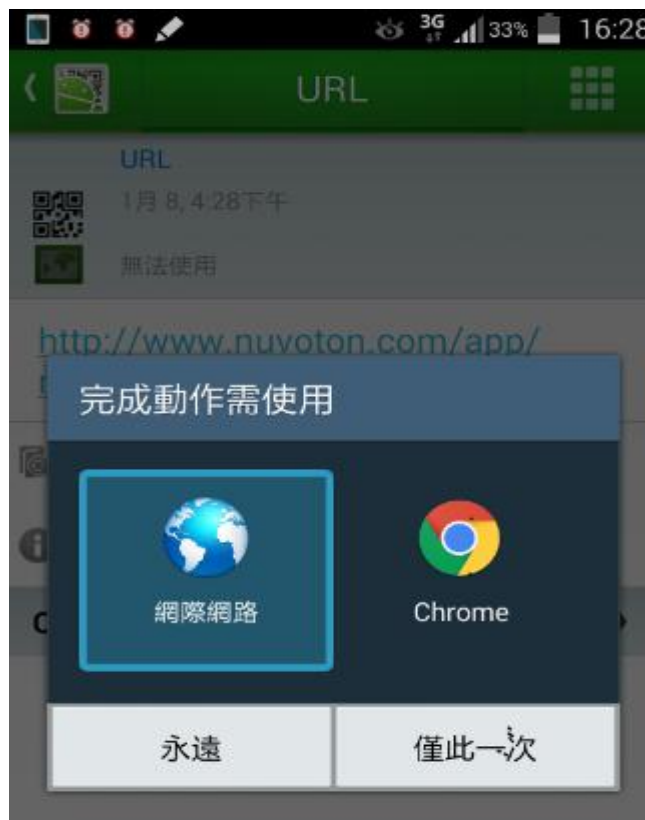 3G 33% 16:28
URL
URL
1月 8, 4:28下午
無法使用
http://www.nuvoton.com/app/
完成動作需使用
網際網路 Chrome
永遠 僅此一次